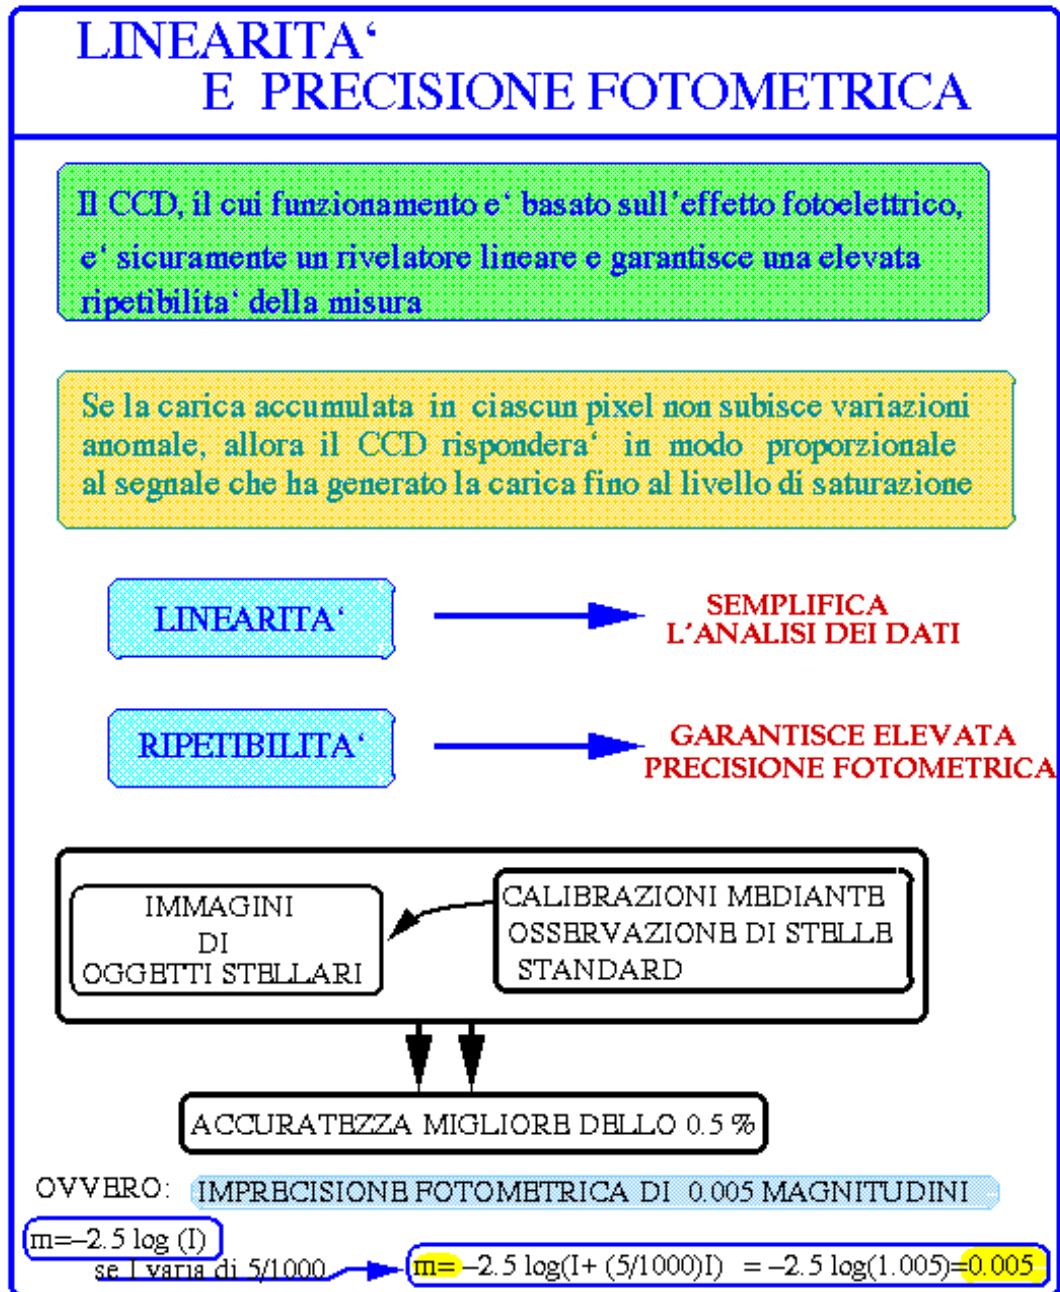 LINEARITA‘
E PRECISIONE FOTOMETRICA
Il CCD, il cui funzionamento e‘ basato sull’effetto fotoelettrico,
e‘ sicuramente un rivelatore lineare e garantisce una elevata
ripetibilita‘ della misura
Se la carica accumulata in ciascun pixel non subisce variazioni
anomale, allora il CCD rispondera‘ in modo proporzionale
al segnale che ha generato la carica fino al livello di saturazione
LINEARITA‘
SEMPLIFICA
L’ANALISI DEI DATI
RIPETIBILITA‘
GARANTISCE ELEVATA
PRECISIONE FOTOMETRICA
IMMAGINI
DI
OGGETTI STELLARI
CALIBRAZIONI MEDIANTE
OSSERVAZIONE DI STELLE
STANDARD
ACCURATEZZA MIGLIORE DELLO 0.5 %
OVVERO: IMPRECISIONE FOTOMETRICA DI 0.005 MAGNITUDINI
m=–2.5 log (I)
se I varia di 5/1000
m= –2.5 log(I+ (5/1000)I) = –2.5 log(1.005)=0.005